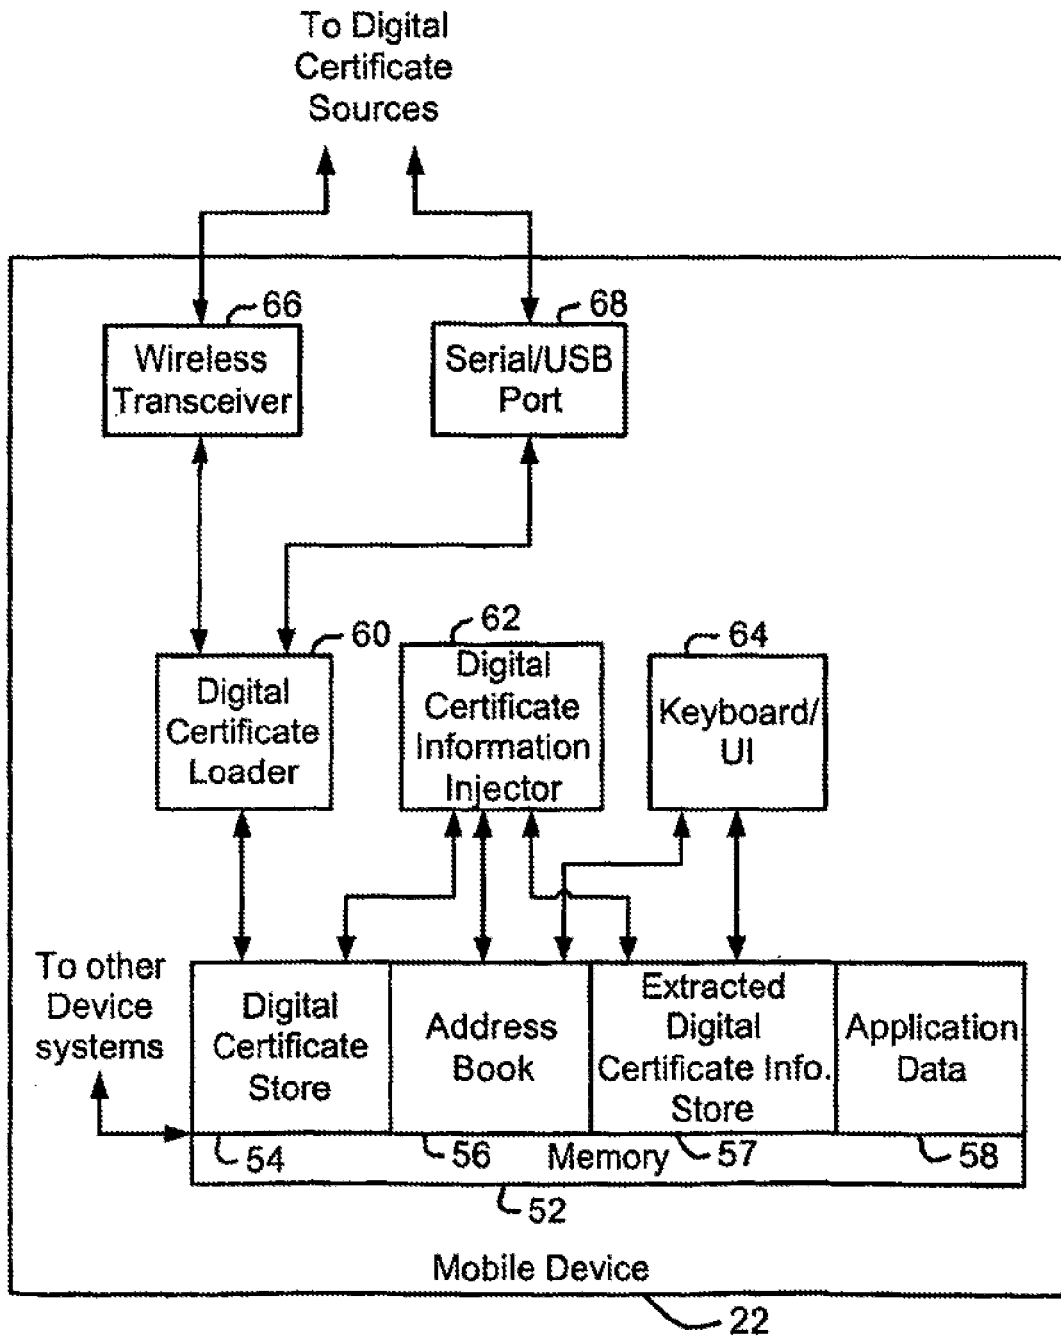 To Digital
Certificate
Sources
66
68
Wireless
Transceiver
Serial/USB
Port
60
62
64
Digital
Certificate
Loader
Digital
Certificate
Information
Injector
Keyboard/
UI
To other
Device
systems
Digital
Certificate
Store
Address
Book
Extracted
Digital
Certificate Info.
Store
Application
Data
54
56
Memory
57
58
52
Mobile Device
22